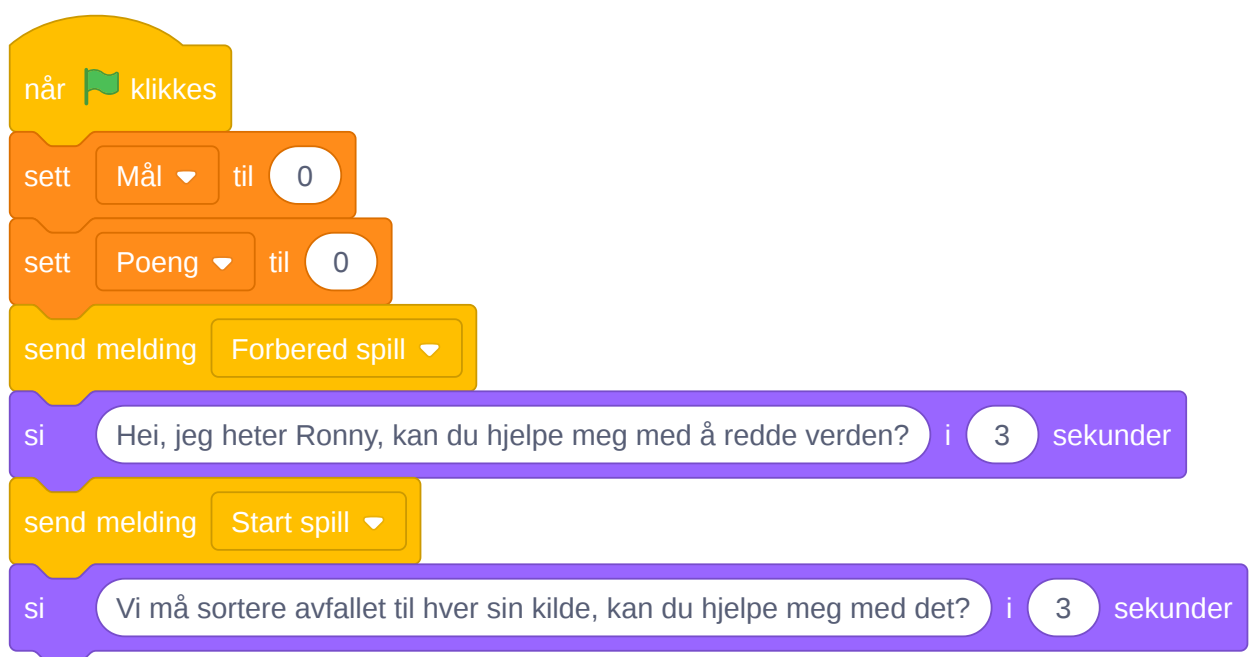 når klikkes
sett Mål til 0
sett Poeng til 0
send melding Forbered spill
si Hei, jeg heter Ronny, kan du hjelpe meg med å redde verden? i 3 sekunder
send melding Start spill
si Vi må sortere avfallet til hver sin kilde, kan du hjelpe meg med det? i 3 sekunder